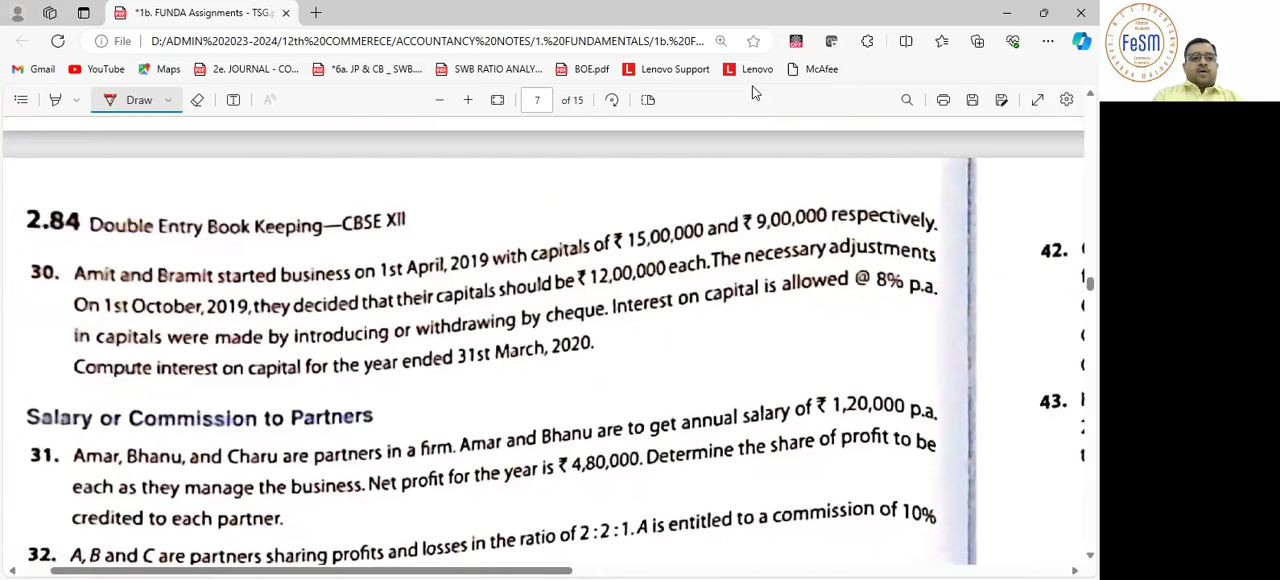 *1b. FUNDA Assignments - TSG.p
File
D:/ADMIN%202023-2024/12th%20COMMERECE/ACCOUNTANCY%20NOTES/1.%20FUNDAMENTALS/1b.%20F...
Gmail YouTube Maps 2e. JOURNAL - CO... *6a. JP & CB _ SWB.... SWB RATIO ANALY... BOE.pdf Lenovo Support Lenovo McAfee
Draw 7 of 15
FeSM
2.84 Double Entry Book Keeping—CBSE XII
30. Amit and Bramit started business on 1st April, 2019 with capitals of ₹ 15,00,000 and ₹ 9,00,000 respectively.
On 1st October, 2019, they decided that their capitals should be ₹ 12,00,000 each. The necessary adjustments
in capitals were made by introducing or withdrawing by cheque. Interest on capital is allowed @ 8% p.a.
Compute interest on capital for the year ended 31st March, 2020.
Salary or Commission to Partners
31. Amar, Bhanu, and Charu are partners in a firm. Amar and Bhanu are to get annual salary of ₹ 1,20,000 p.a.
each as they manage the business. Net profit for the year is ₹ 4,80,000. Determine the share of profit to be
credited to each partner.
32. A, B and C are partners sharing profits and losses in the ratio of 2 : 2 : 1. A is entitled to a commission of 10%
42.
43.